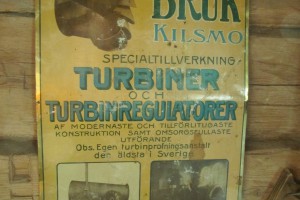 BRUK
KILSMO
SPECIALTILLVERKNING
TURBINER
OCH
TURBINREGULATORER
AF MODERNASTE OCH TILLFÖRLITLIGASTE
KONSTRUKTION SAMT OMSORGSFULLASTE
UTFÖRANDE
Obs. Egen turbinprofningsanstalt
den äldsta i Sverige